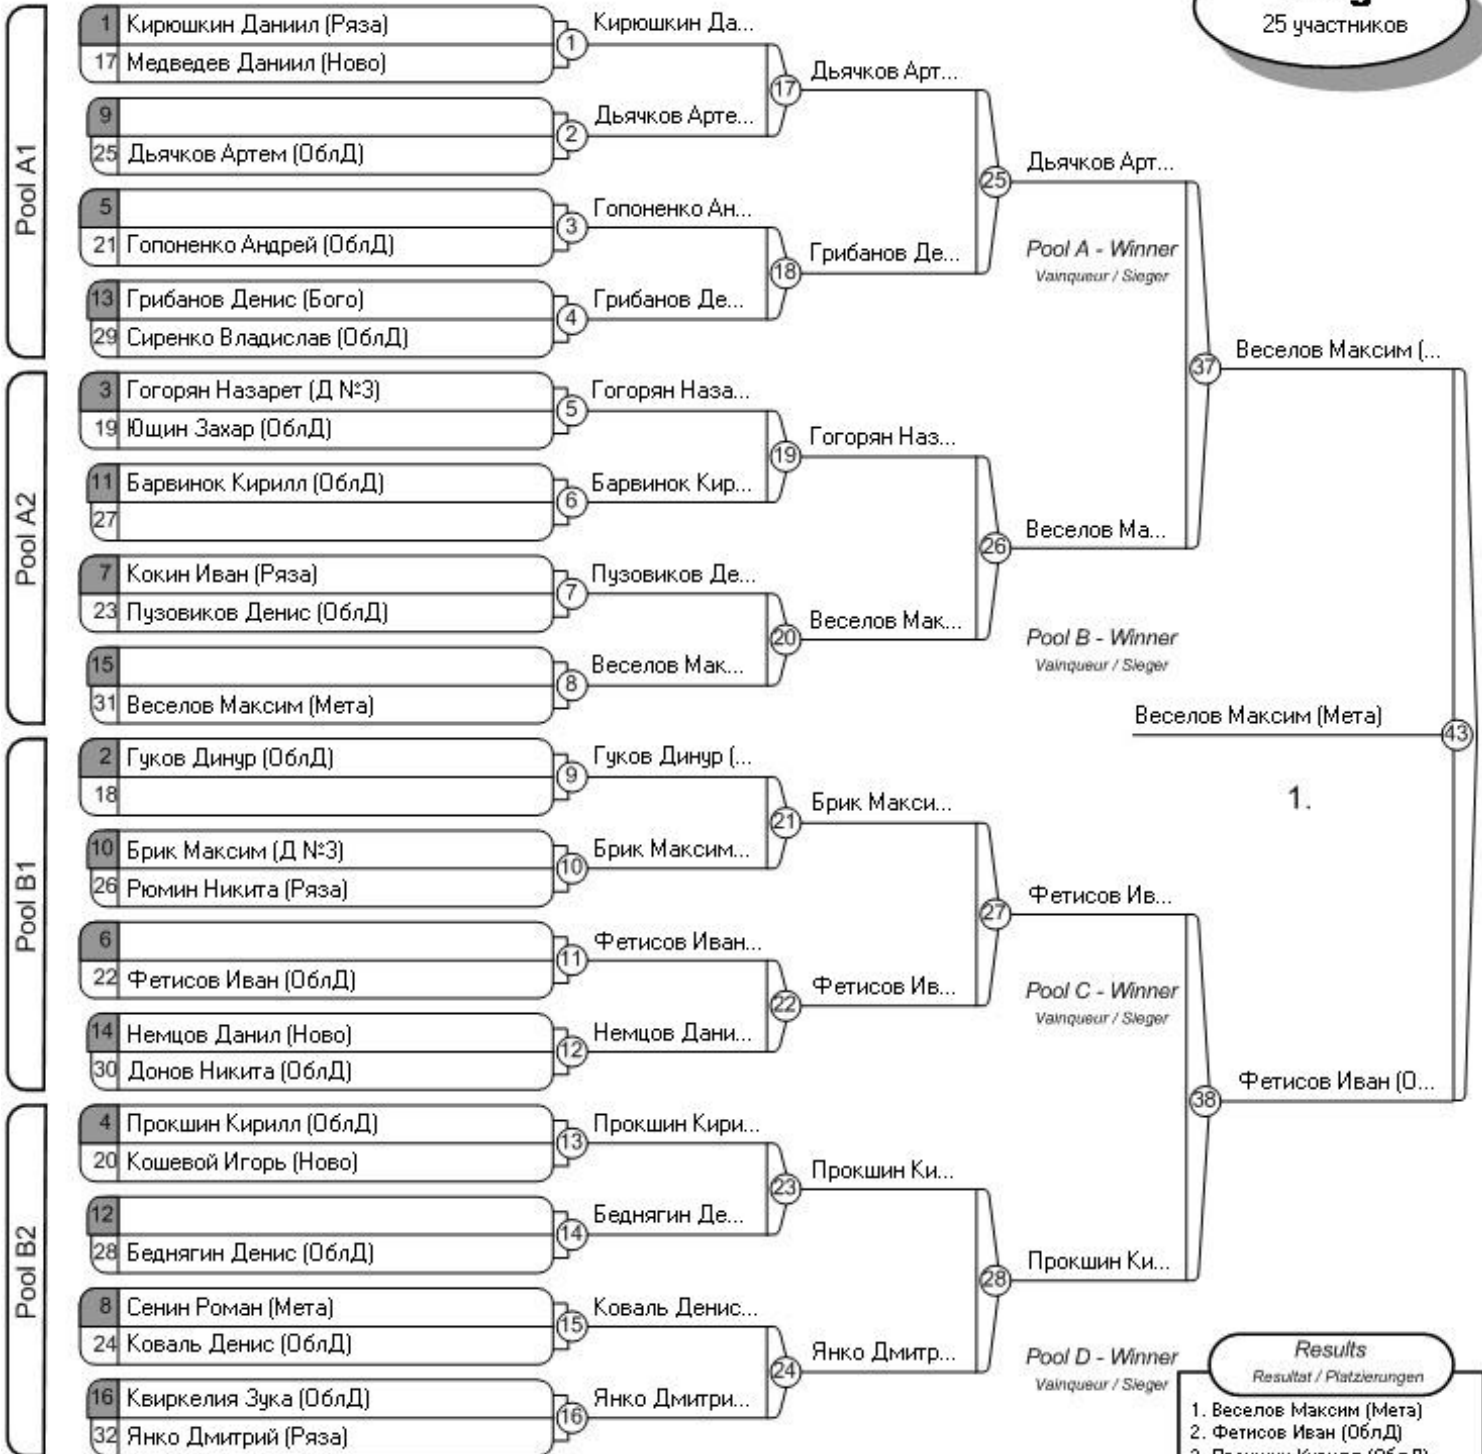 25 участников
Pool A1
1 Кирюшкин Даниил (Ряза)
17 Медведев Даниил (Ново)
9
25 Дьячков Артем (ОблД)
5
21 Гопоненко Андрей (ОблД)
13 Грибанов Денис (Бого)
29 Сиренко Владислав (ОблД)
Pool A2
3 Гогорян Назарет (Д №3)
19 Ющин Захар (ОблД)
11 Барвинок Кирилл (ОблД)
27
7 Кокин Иван (Ряза)
23 Пузовиков Денис (ОблД)
15
31 Веселов Максим (Мета)
Pool B1
2 Гуков Динур (ОблД)
18
10 Брик Максим (Д №3)
26 Рюмин Никита (Ряза)
6
22 Фетисов Иван (ОблД)
14 Немцов Данил (Ново)
30 Донов Никита (ОблД)
Pool B2
4 Прокшин Кирилл (ОблД)
20 Кошевой Игорь (Ново)
12
28 Беднягин Денис (ОблД)
8 Сенин Роман (Мета)
24 Коваль Денис (ОблД)
16 Квиркелия Зука (ОблД)
32 Янко Дмитрий (Ряза)
1 Кирюшкин Да...
2 Дьячков Арте...
3 Гопоненко Ан...
4 Грибанов Де...
5 Гогорян Наза...
6 Барвинок Кир...
7 Пузовиков Де...
8 Веселов Мак...
9 Гуков Динур (...
10 Брик Максим...
11 Фетисов Иван...
12 Немцов Дани...
13 Прокшин Кири...
14 Беднягин Де...
15 Коваль Денис...
16 Янко Дмитри...
17 Дьячков Арт...
18 Грибанов Де...
19 Гогорян Наз...
20 Веселов Мак...
21 Брик Макси...
22 Фетисов Ив...
23 Прокшин Ки...
24 Янко Дмитр...
25 Дьячков Арт...
Pool A - Winner
Vainqueur / Sieger
26 Веселов Ма...
Pool B - Winner
Vainqueur / Sieger
27 Фетисов Ив...
Pool C - Winner
Vainqueur / Sieger
28 Прокшин Ки...
Pool D - Winner
Vainqueur / Sieger
37 Веселов Максим (...
38 Фетисов Иван (О...
Веселов Максим (Мета) 43
1.
Results
Resultat / Platzierungen
1. Веселов Максим (Мета)
2. Фетисов Иван (ОблД)
3. Прокшин Кирилл (ОблД)